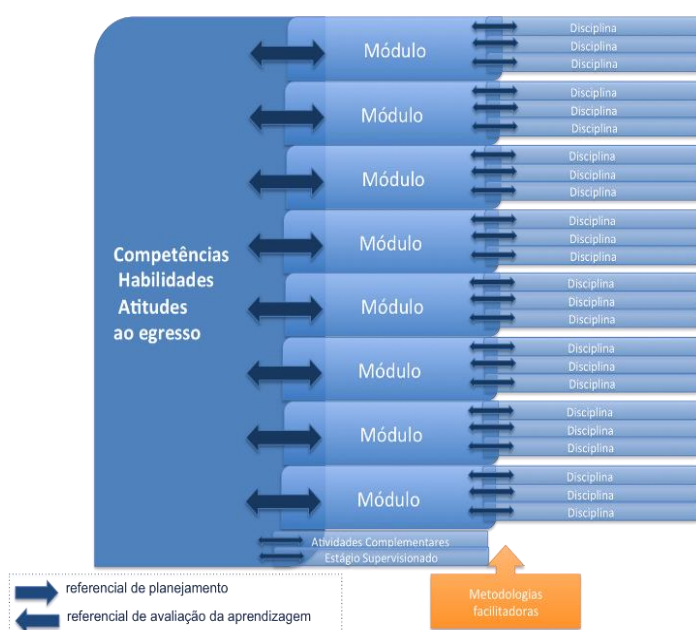 Competências
Habilidades
Atitudes
ao egresso
Módulo
Disciplina
Disciplina
Disciplina
Módulo
Disciplina
Disciplina
Disciplina
Módulo
Disciplina
Disciplina
Disciplina
Módulo
Disciplina
Disciplina
Disciplina
Módulo
Disciplina
Disciplina
Disciplina
Módulo
Disciplina
Disciplina
Disciplina
Módulo
Disciplina
Disciplina
Disciplina
Módulo
Disciplina
Disciplina
Disciplina
Atividades Complementares
Estágio Supervisionado
referencial de planejamento
referencial de avaliação da aprendizagem
Metodologias
facilitadoras